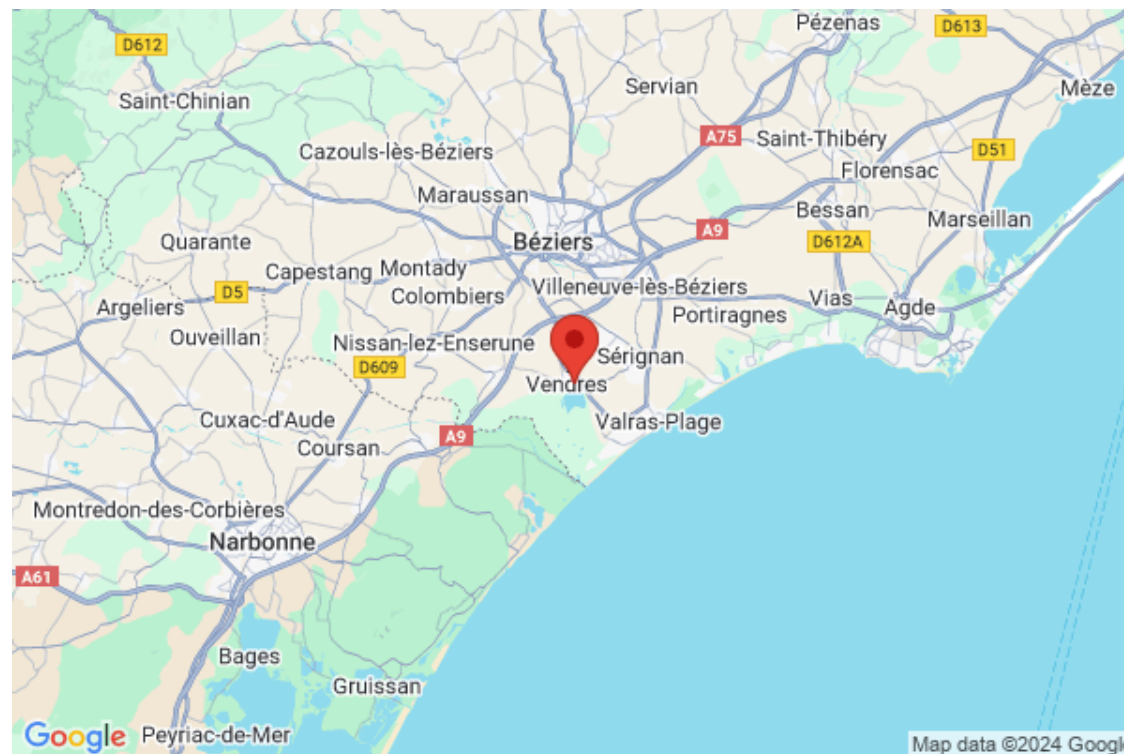 Pézenas
D612
D613
Mèze
Servian
Saint-Chinian
A75
Saint-Thibéry
Cazouls-lès-Béziers
D51
Florensac
Maraussan
Bessan
Marseillan
A9
Quarante
Béziers
D612A
Capestang
Montady
Villeneuve-lès-Béziers
D5
Colombiers
Vias
Argeliers
Agde
Portiragnes
Ouveillan
Nissan-lez-Enserune
Sérignan
D609
Vendres
Cuxac-d'Aude
Valras-Plage
A9
Coursan
Montredon-des-Corbières
Narbonne
A61
Bages
Gruissan
Google
Peyriac-de-Mer
Map data ©2024 Google